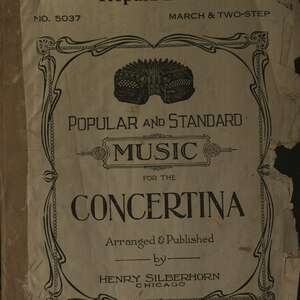 NO. 5037 MARCH & TWO-STEP
POPULAR AND STANDARD
MUSIC
FOR THE
CONCERTINA
Arranged & Published
by
HENRY SILBERHORN
CHICAGO